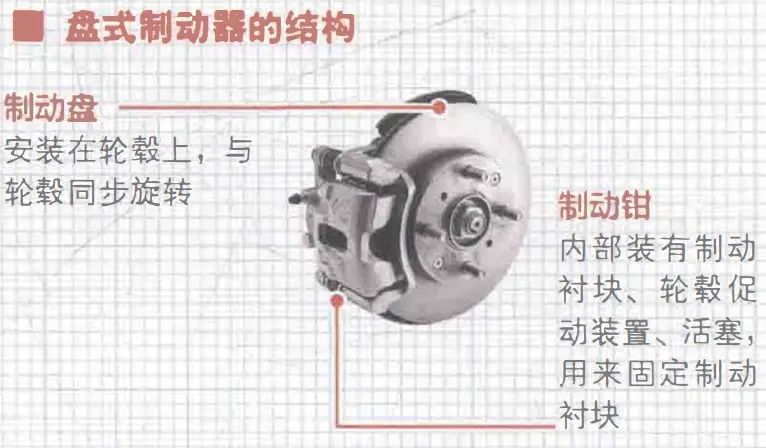 盘式制动器的结构
制动盘
安装在轮毂上，与
轮毂同步旋转
制动钳
内部装有制动
衬块、轮毂促
动装置、活塞，
用来固定制动
衬块